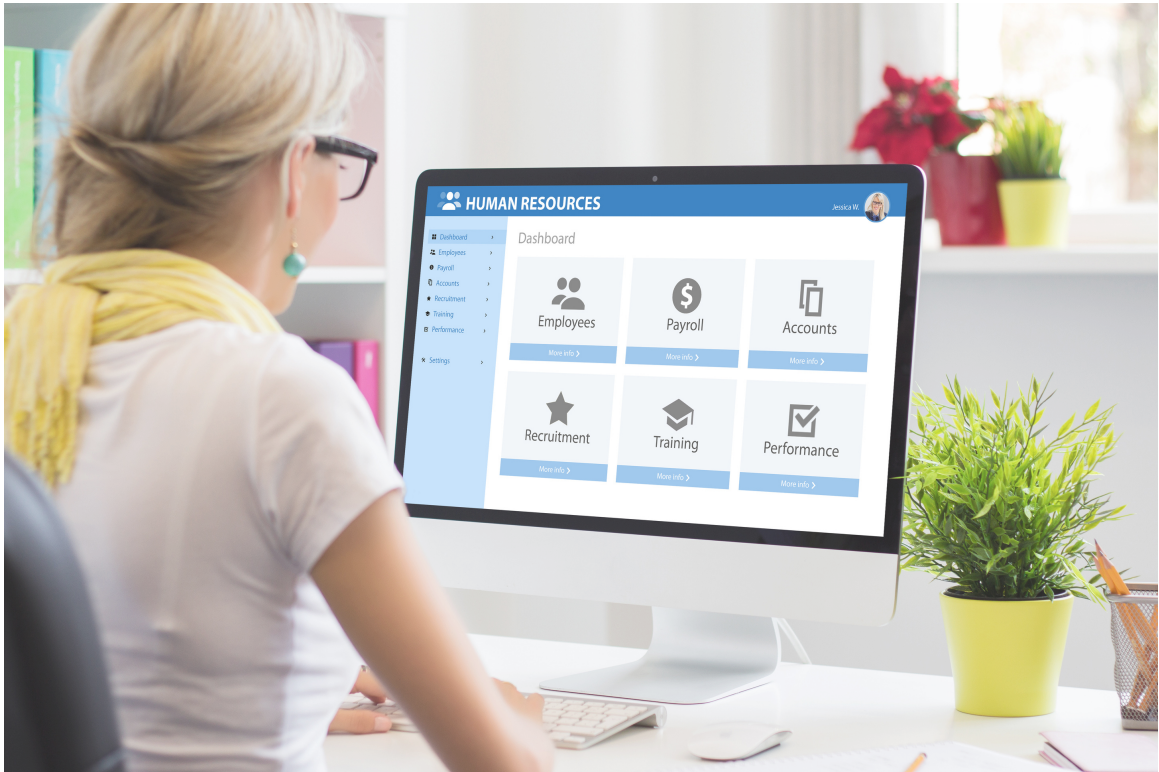 HUMAN RESOURCES
Jessica W.
Dashboard
Employees
Payroll
Accounts
Recruitment
Training
Performance
Settings
Dashboard
Employees
More info
Payroll
More info
Accounts
More info
Recruitment
More info
Training
More info
Performance
More info